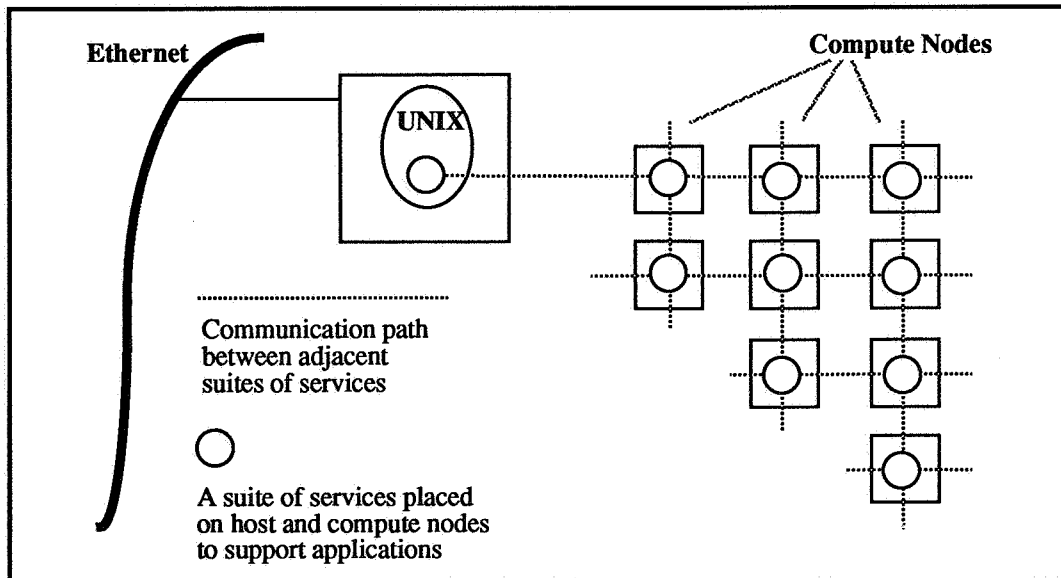 Ethernet
Compute Nodes
UNIX
Communication path
between adjacent
suites of services
A suite of services placed
on host and compute nodes
to support applications